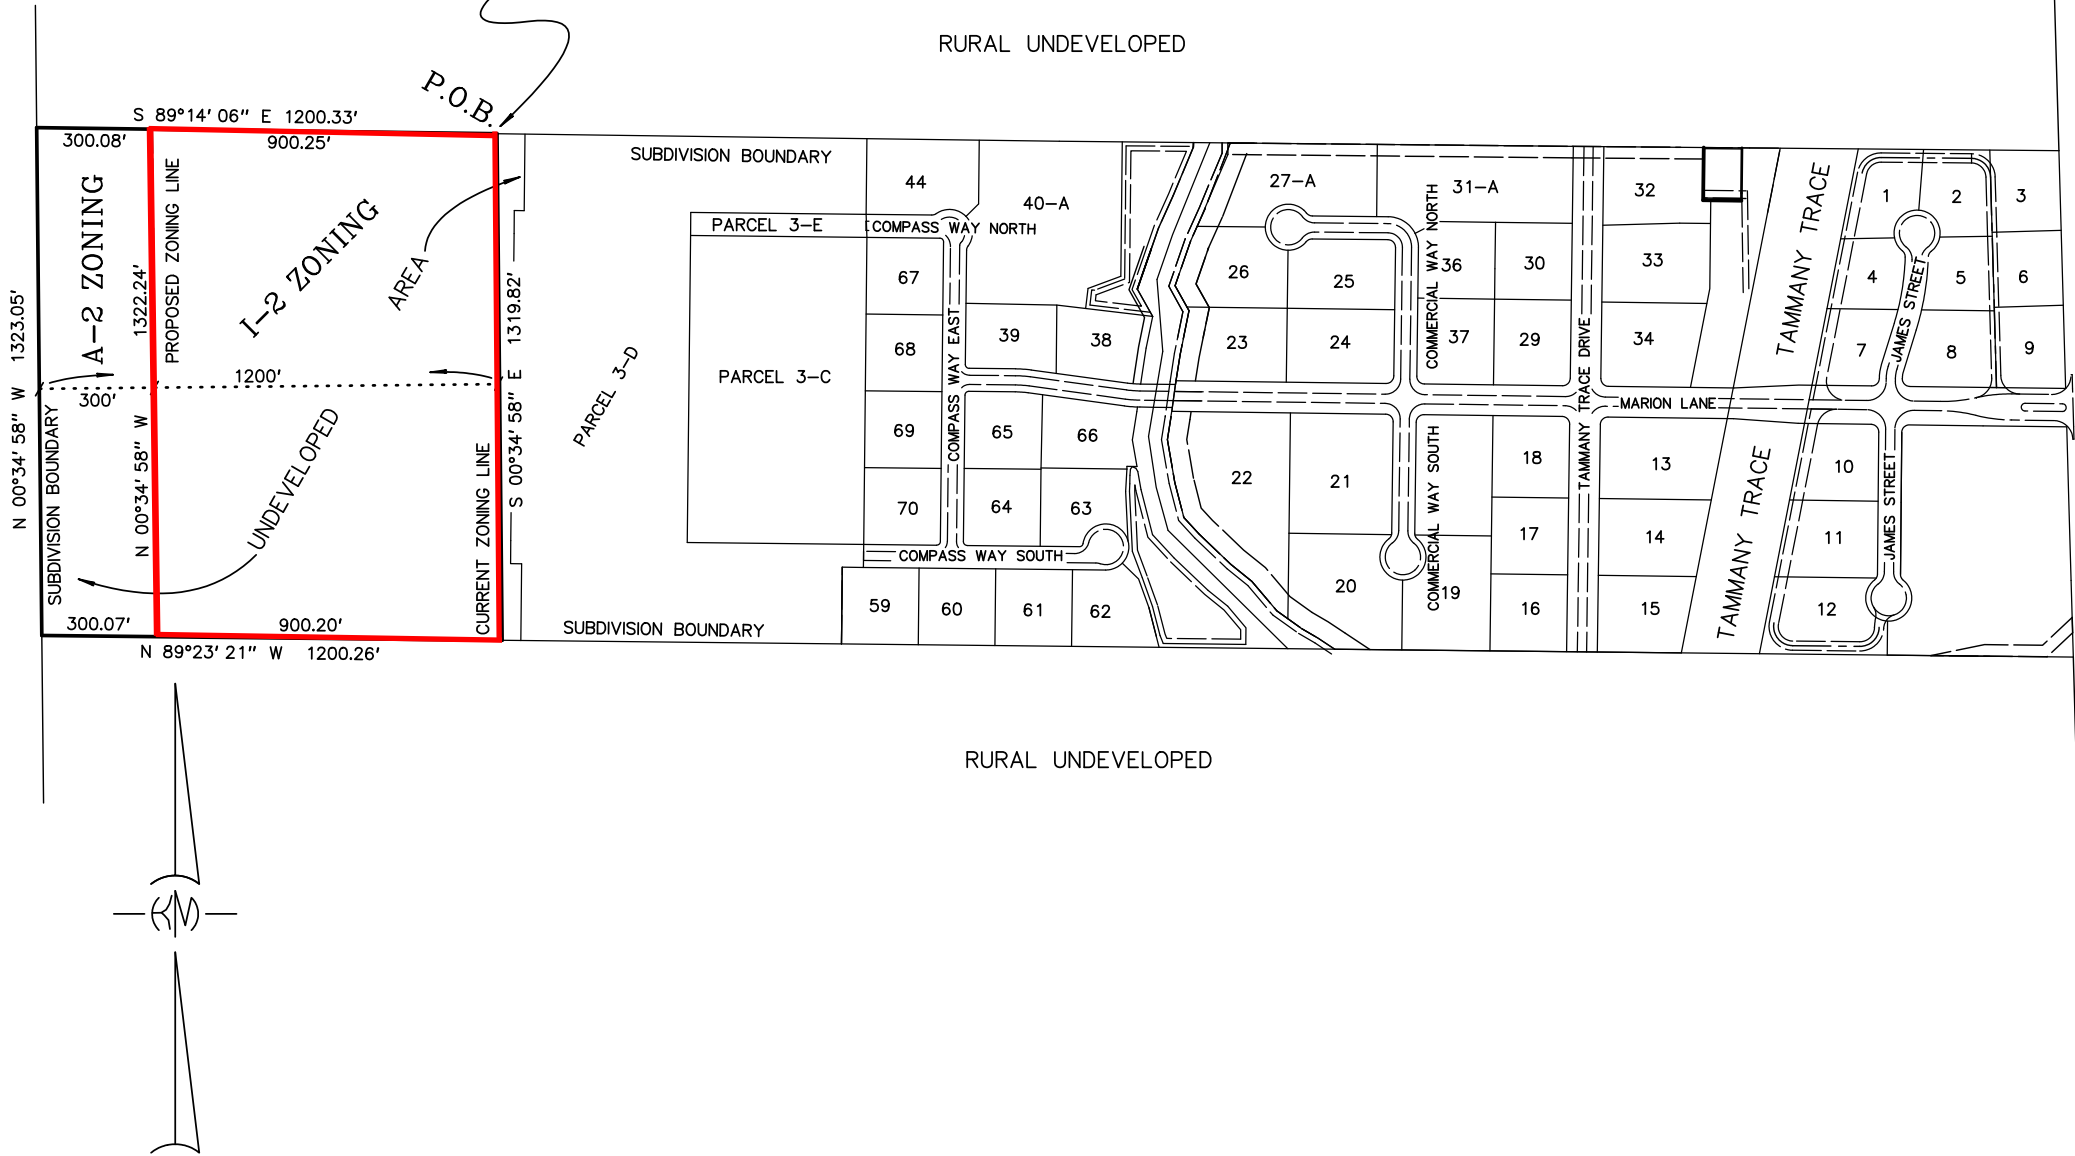 RURAL UNDEVELOPED
P.O.B.
S 89°14' 06" E 1200.33'
300.08'
900.25'
A-2 ZONING
PROPOSED ZONING LINE
I-2 ZONING
AREA
1322.24'
N 00°34' 58" W
N 00°34' 58" W 1323.05'
SUBDIVISION BOUNDARY
300'
1200'
UNDEVELOPED
CURRENT ZONING LINE
S 00°34' 58" E 1319.82'
300.07'
900.20'
N 89°23' 21" W 1200.26'
SUBDIVISION BOUNDARY
SUBDIVISION BOUNDARY
PARCEL 3-D
PARCEL 3-E
PARCEL 3-C
44
40-A
COMPASS WAY NORTH
67
68
69
70
COMPASS WAY EAST
39
38
65
66
64
63
COMPASS WAY SOUTH
59
60
61
62
27-A
31-A
32
26
25
36
30
33
23
24
37
29
34
COMMERCIAL WAY NORTH
TAMMANY TRACE DRIVE
MARION LANE
22
21
18
13
17
14
20
19
16
15
COMMERCIAL WAY SOUTH
TAMMANY TRACE
TAMMANY TRACE
1
2
3
4
5
6
7
8
9
JAMES STREET
10
11
12
JAMES STREET
RURAL UNDEVELOPED